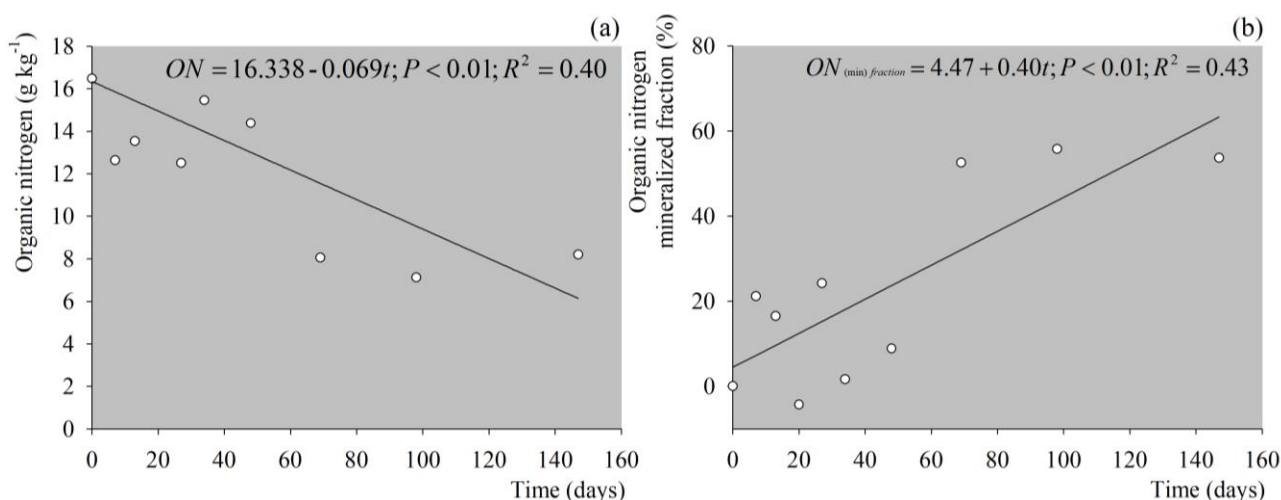 (a)
Organic nitrogen (g kg⁻¹)
18
16
14
12
10
8
6
4
2
0
ON = 16.338 - 0.069t; P < 0.01; R² = 0.40
0 20 40 60 80 100 120 140 160
Time (days)
(b)
Organic nitrogen
mineralized fraction (%)
80
60
40
20
0
ON (min) fraction = 4.47 + 0.40t; P < 0.01; R² = 0.43
0 20 40 60 80 100 120 140 160
Time (days)